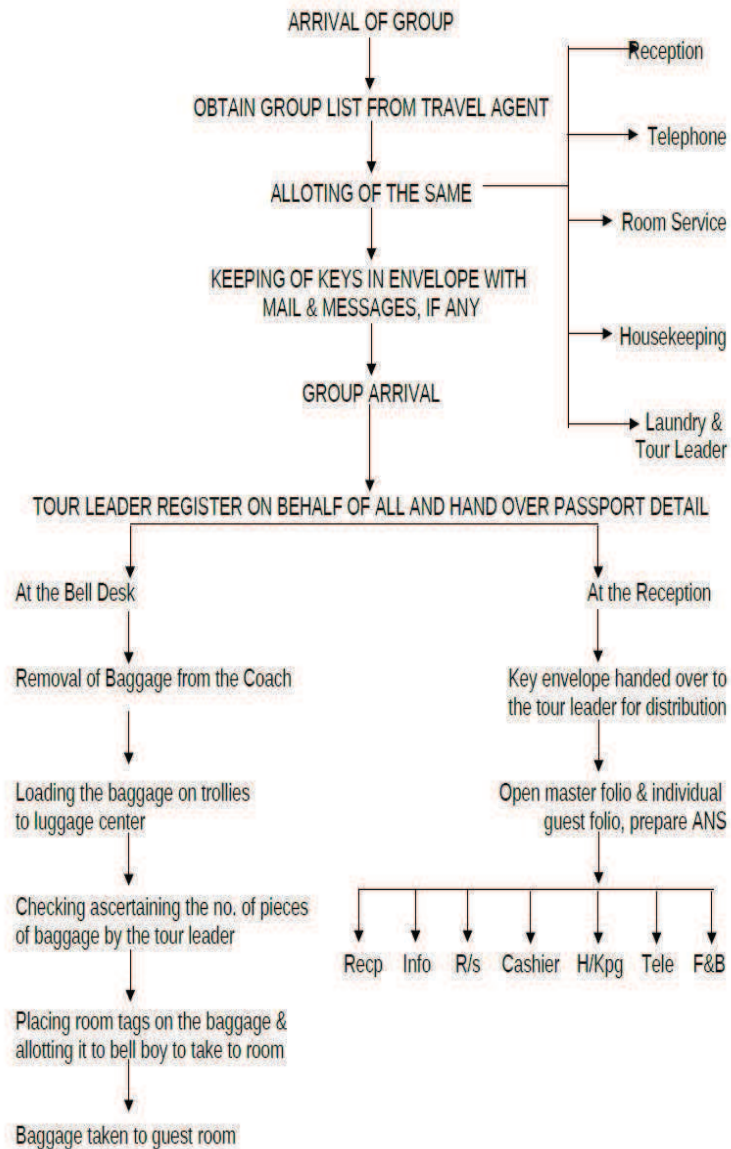 ARRIVAL OF GROUP
OBTAIN GROUP LIST FROM TRAVEL AGENT
ALLOTING OF THE SAME
Reception
Telephone
Room Service
Housekeeping
Laundry &
Tour Leader
KEEPING OF KEYS IN ENVELOPE WITH
MAIL & MESSAGES, IF ANY
GROUP ARRIVAL
TOUR LEADER REGISTER ON BEHALF OF ALL AND HAND OVER PASSPORT DETAIL
At the Bell Desk
Removal of Baggage from the Coach
Loading the baggage on trollies
to luggage center
Checking ascertaining the no. of pieces
of baggage by the tour leader
Placing room tags on the baggage &
allotting it to bell boy to take to room
Baggage taken to guest room
At the Reception
Key envelope handed over to
the tour leader for distribution
Open master folio & individual
guest folio, prepare ANS
Recp Info R/s Cashier H/Kpg Tele F&B